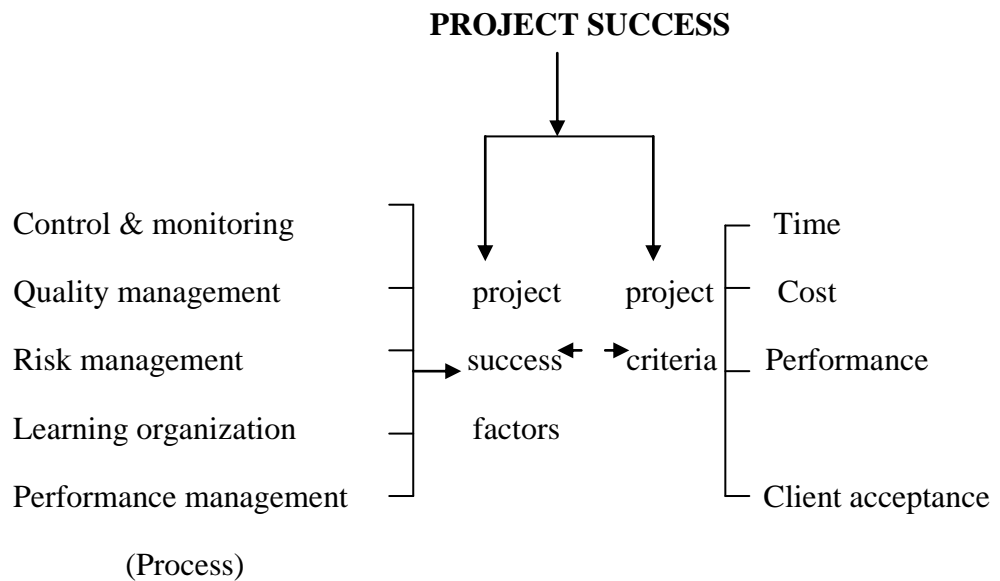 PROJECT SUCCESS
Control & monitoring
Time
Quality management
project
project
Cost
Risk management
success
criteria
Performance
Learning organization
factors
Performance management
Client acceptance
(Process)